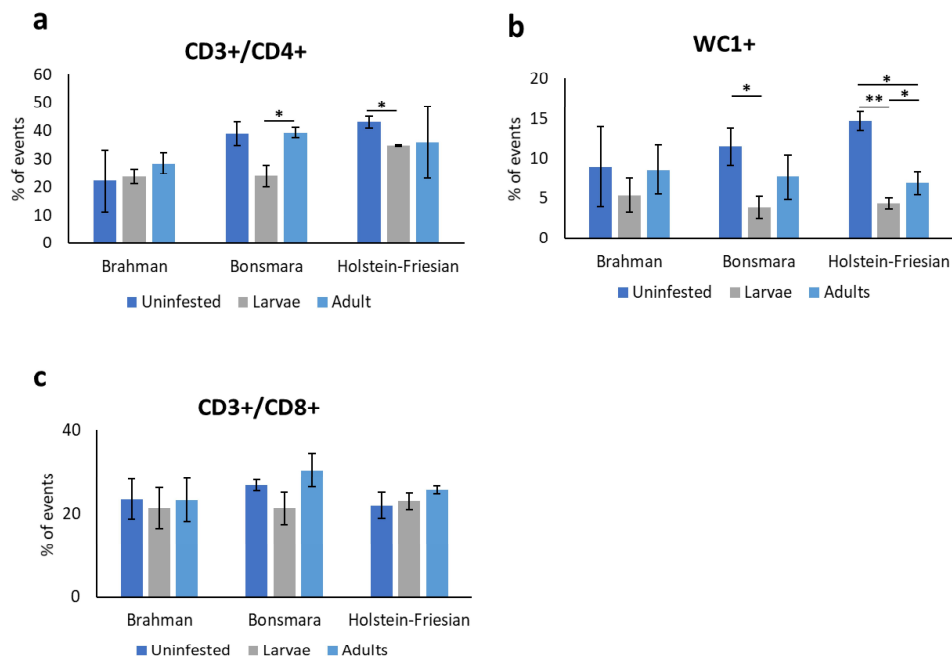 a
CD3+/CD4+
% of events
60
50
40
30
20
10
0
*
*
Brahman
Bonsmara
Holstein-Friesian
Uninfested Larvae Adult
b
WC1+
% of events
20
15
10
5
0
*
*
** *
Brahman
Bonsmara
Holstein-Friesian
Uninfested Larvae Adults
c
CD3+/CD8+
% of events
40
20
0
Brahman
Bonsmara
Holstein-Friesian
Uninfested Larvae Adults